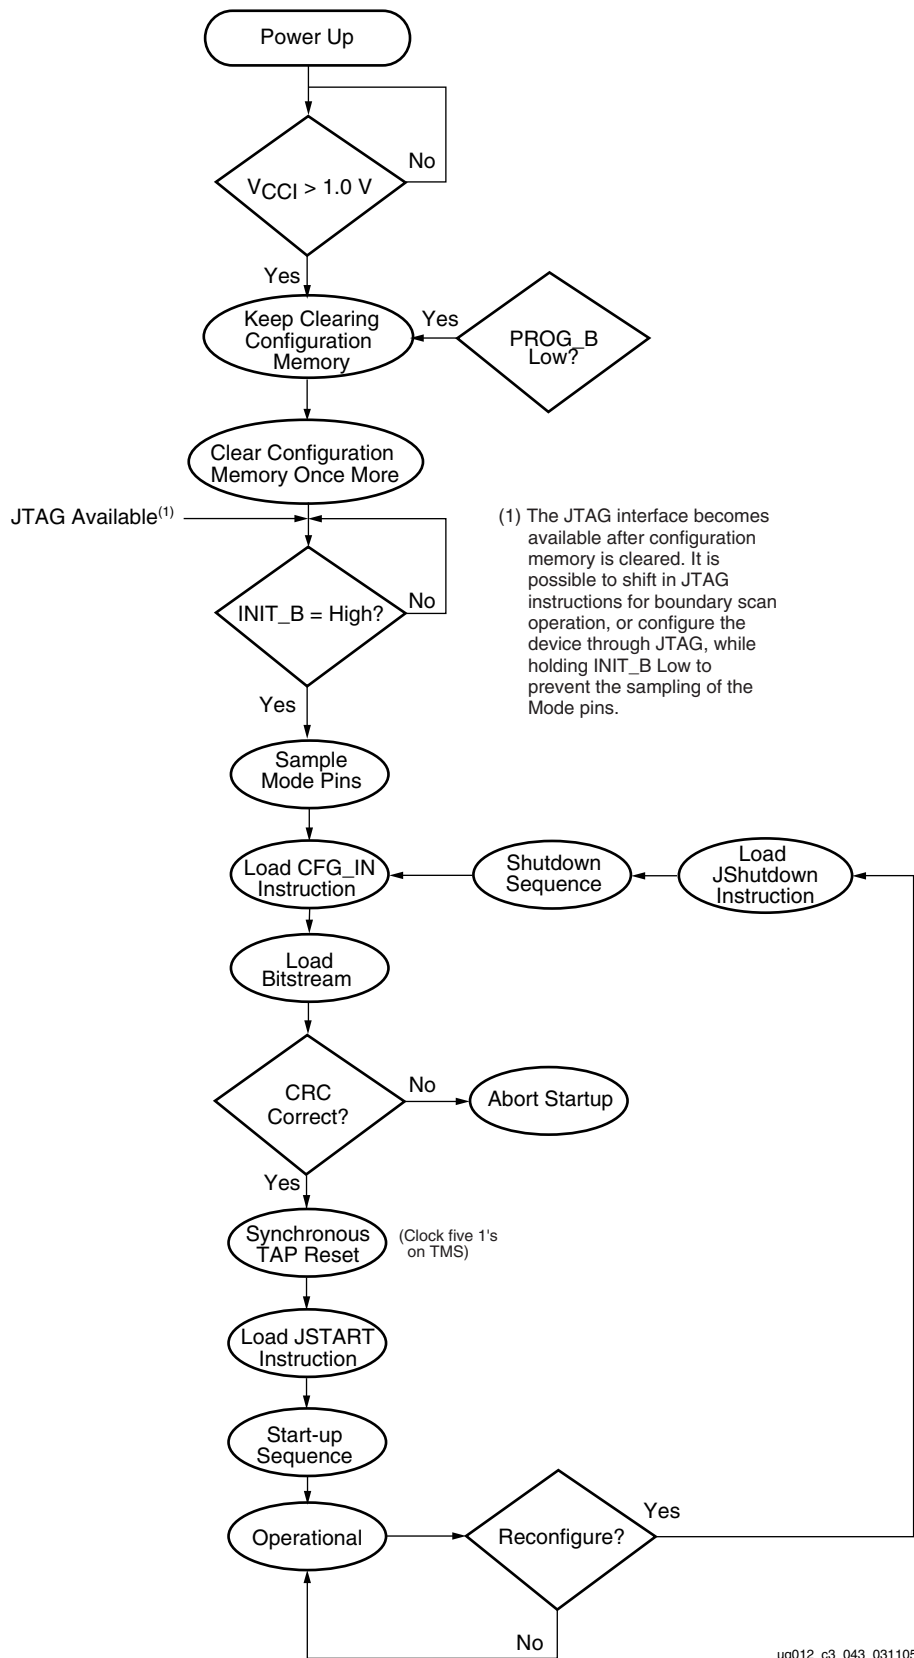 Power Up
No
VCCI > 1.0 V
Yes
Keep Clearing
Configuration
Memory
Yes
PROG_B
Low?
Clear Configuration
Memory Once More
JTAG Available(1)
(1) The JTAG interface becomes
available after configuration
memory is cleared. It is
possible to shift in JTAG
instructions for boundary scan
operation, or configure the
device through JTAG, while
holding INIT_B Low to
prevent the sampling of the
Mode pins.
INIT_B = High?
No
Yes
Sample
Mode Pins
Load CFG_IN
Instruction
Shutdown
Sequence
Load
JShutdown
Instruction
Load
Bitstream
CRC
Correct?
No
Abort Startup
Yes
Synchronous
TAP Reset
(Clock five 1's
on TMS)
Load JSTART
Instruction
Start-up
Sequence
Operational
Reconfigure?
Yes
No
ug012_c3_043_031105